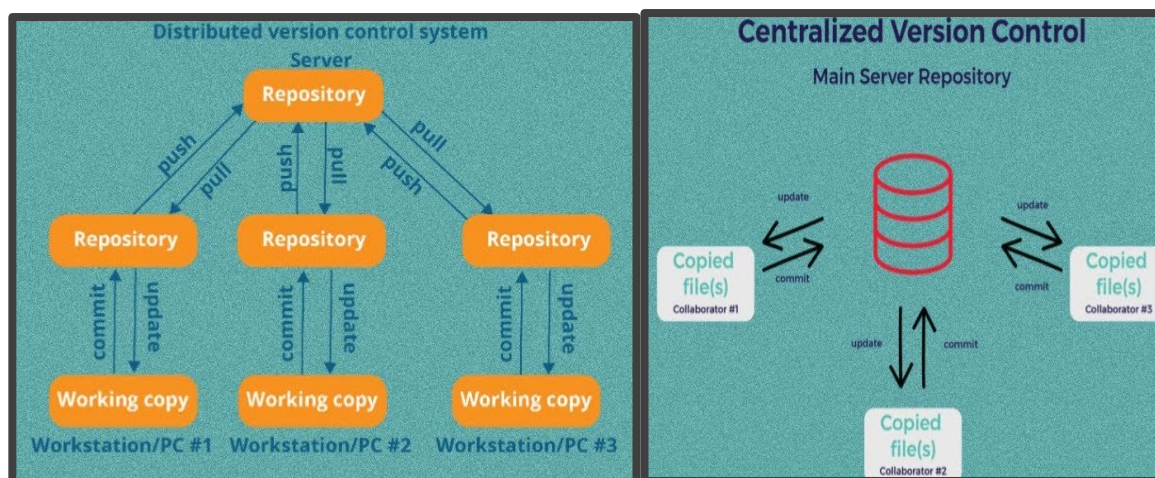 Distributed version control system
Server
Repository
push
pull
push
pull
push
pull
Repository
Repository
Repository
commit
update
commit
update
commit
update
Working copy
Working copy
Working copy
Workstation/PC #1
Workstation/PC #2
Workstation/PC #3
Centralized Version Control
Main Server Repository
update
commit
Copied
file(s)
Collaborator #1
update
commit
Copied
file(s)
Collaborator #3
update
commit
Copied
file(s)
Collaborator #2